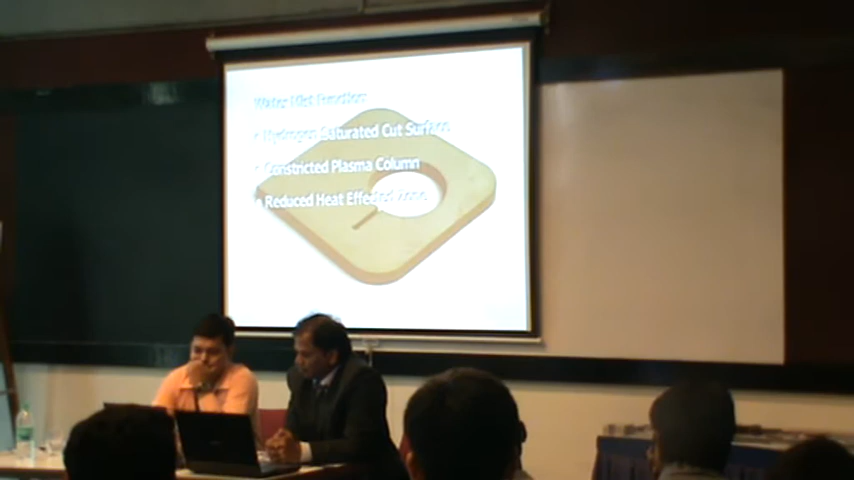 Water Mist Function:
• Hydrogen Saturated Cut Surface
• Constricted Plasma Column
• Reduced Heat Effected Zone